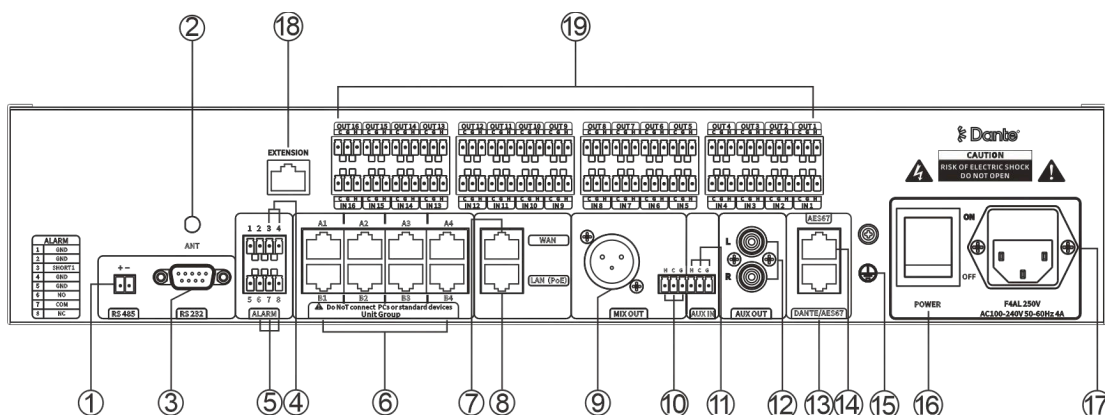 ② ⑱ ⑲
OUT 16 OUT 15 OUT 14 OUT 13 OUT 12 OUT 11 OUT 10 OUT 9 OUT 8 OUT 7 OUT 6 OUT 5 OUT 4 OUT 3 OUT 2 OUT 1
EXTENSION
Dante
CAUTION
RISK OF ELECTRIC SHOCK
DO NOT OPEN
IN 16 IN 15 IN 14 IN 13 IN 12 IN 11 IN 10 IN 9 IN 8 IN 7 IN 6 IN 5 IN 4 IN 3 IN 2 IN 1
ANT
ALARM
1 GND
2 GND
3 SHORT1
4 GND
5 GND
6 NO
7 COM
8 NC
+ -
RS 485
RS 232
1 2 3 4
5 6 7 8
ALARM
A1 A2 A3 A4
B1 B2 B3 B4
Do NOT connect PCs or standard devices
Unit Group
WAN
LAN (PoE)
MIX OUT
H C G H C G
AUX IN
L
R
AUX OUT
AES67
DANTE/AES67
ON
OFF
POWER
F4AL 250V
AC100-240V 50-60Hz 4A
① ③ ⑤ ④ ⑥ ⑦ ⑧ ⑨ ⑩ ⑪ ⑫ ⑬ ⑭ ⑮ ⑯ ⑰